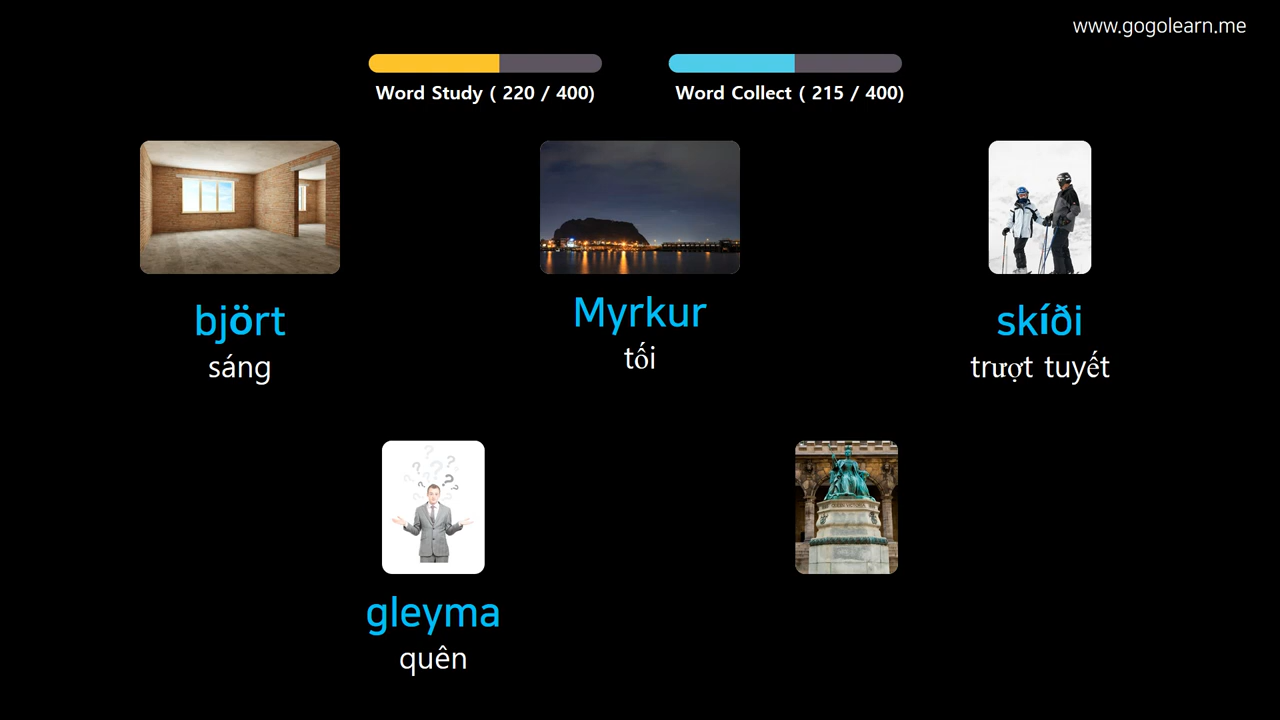 www.gogolearn.me
Word Study ( 220 / 400)
Word Collect ( 215 / 400)
björt
sáng
Myrkur
tối
skíði
trượt tuyết
gleyma
quên